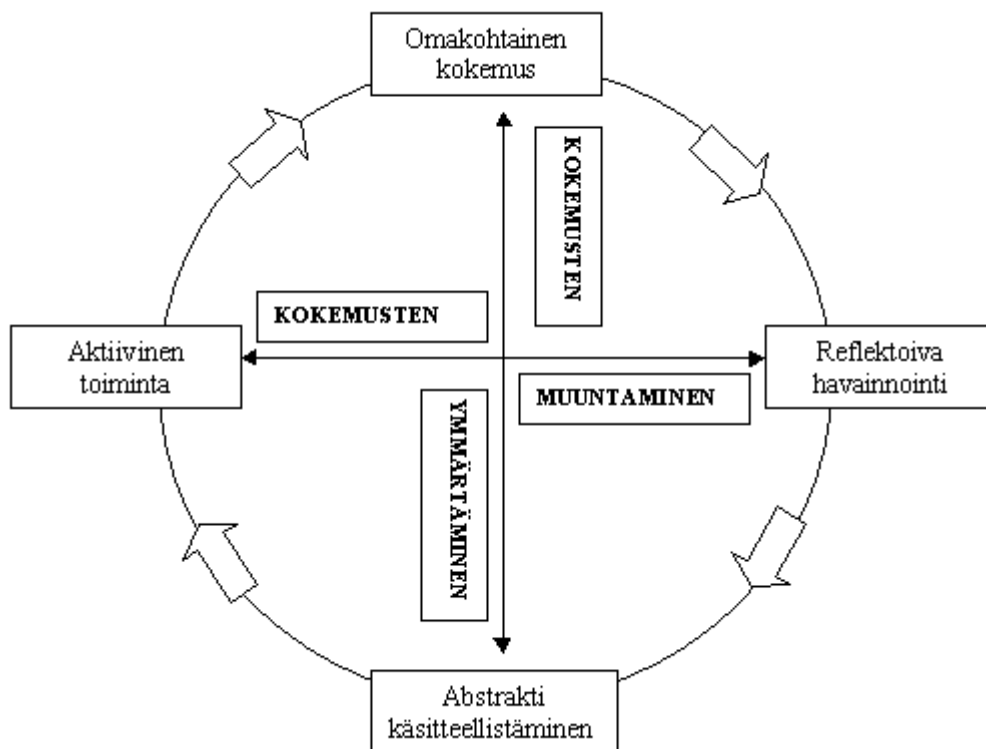 Omakohtainen
kokemus
KOKEMUSTEN
KOKEMUSTEN
Aktiivinen
toiminta
Reflektoiva
havainnointi
MUUNTAMINEN
YMMÄRTÄMINEN
Abstrakti
käsitteellistäminen